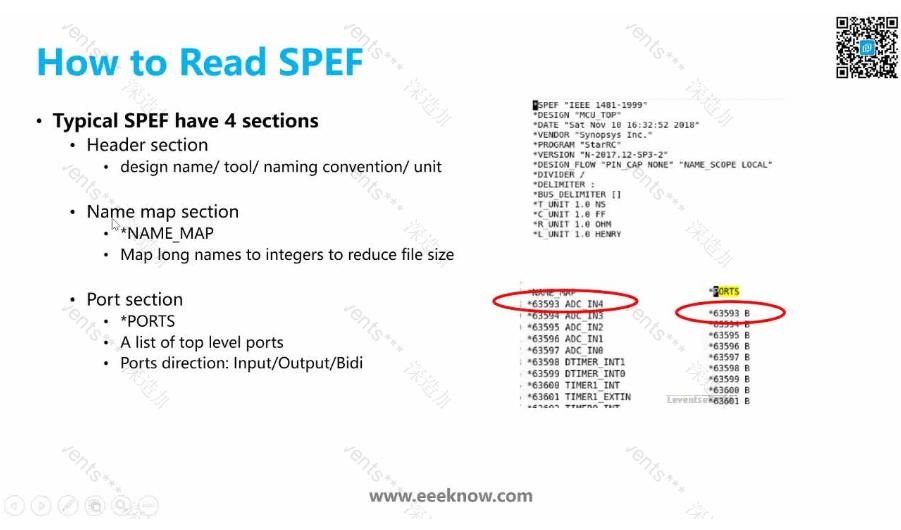 How to Read SPEF
• Typical SPEF have 4 sections
• Header section
• design name/ tool/ naming convention/ unit
• Name map section
• *NAME_MAP
• Map long names to integers to reduce file size
• Port section
• *PORTS
• A list of top level ports
• Ports direction: Input/Output/Bidi
*SPEF "IEEE 1481-1999"
*DESIGN "MCU_TOP"
*DATE "Sat Nov 10 16:32:52 2018"
*VENDOR "Synopsys Inc."
*PROGRAM "StarRC"
*VERSION "N-2017.12-SP3-2"
*DESIGN_FLOW "PIN_CAP NONE" "NAME_SCOPE LOCAL"
*DIVIDER /
*DELIMITER :
*BUS_DELIMITER []
*T_UNIT 1.0 NS
*C_UNIT 1.0 FF
*R_UNIT 1.0 OHM
*L_UNIT 1.0 HENRY
*NAME_MAP
*63593 ADC_IN4
*63594 ADC_IN3
*63595 ADC_IN2
*63596 ADC_IN1
*63597 ADC_IN0
*63598 DTIMER_INT1
*63599 DTIMER_INT0
*63600 TIMER1_INT
*63601 TIMER1_EXTIN
*PORTS
*63593 B
*63594 B
*63595 B
*63596 B
*63597 B
*63598 B
*63599 B
*63600 B
*63601 B
www.eeeknow.com